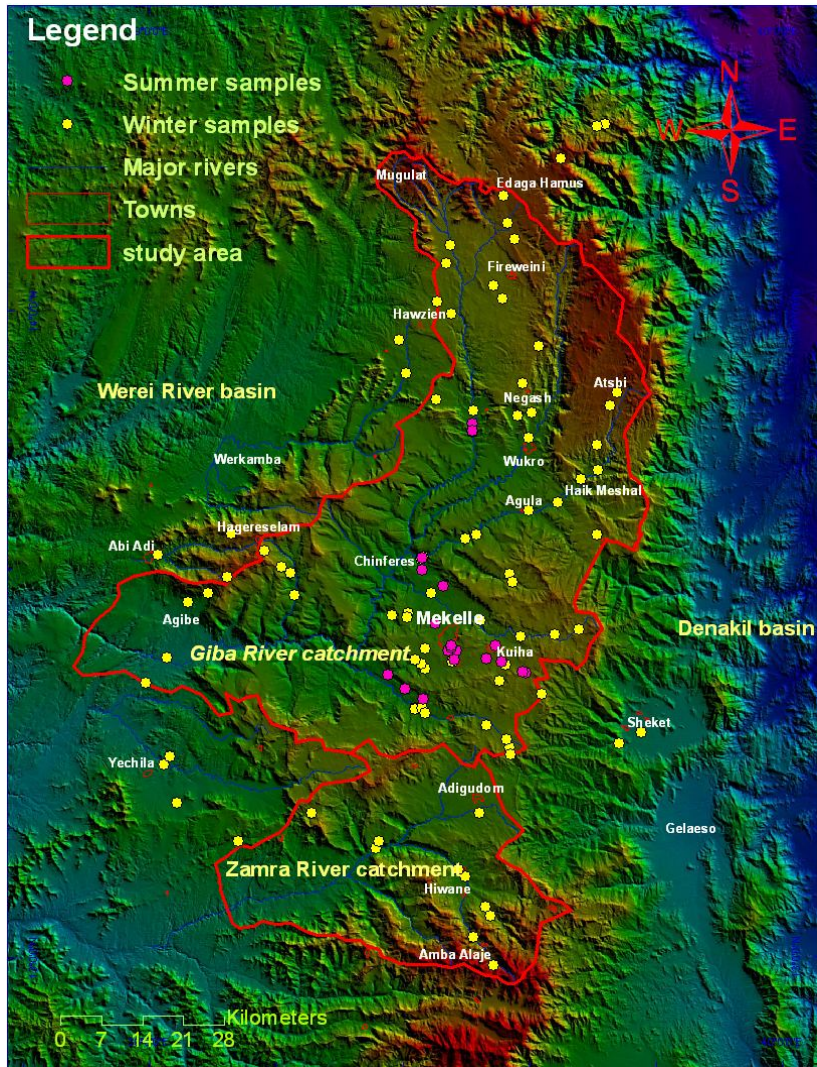 Legend
Summer samples
Winter samples
Major rivers
Towns
study area
N
W
E
S
Mugulat
Edaga Hamus
Fireweini
Hawzien
Werei River basin
Atsbi
Negash
Werkamba
Wukro
Haik Meshal
Agula
Hagereselam
Abi Adi
Chinferes
Agibe
Mekelle
Denakil basin
Giba River catchment
Kuiha
Sheket
Yechila
Adigudom
Gelaeso
Zamra River catchment
Hiwane
Amba Alaje
Kilometers
0 7 14 21 28